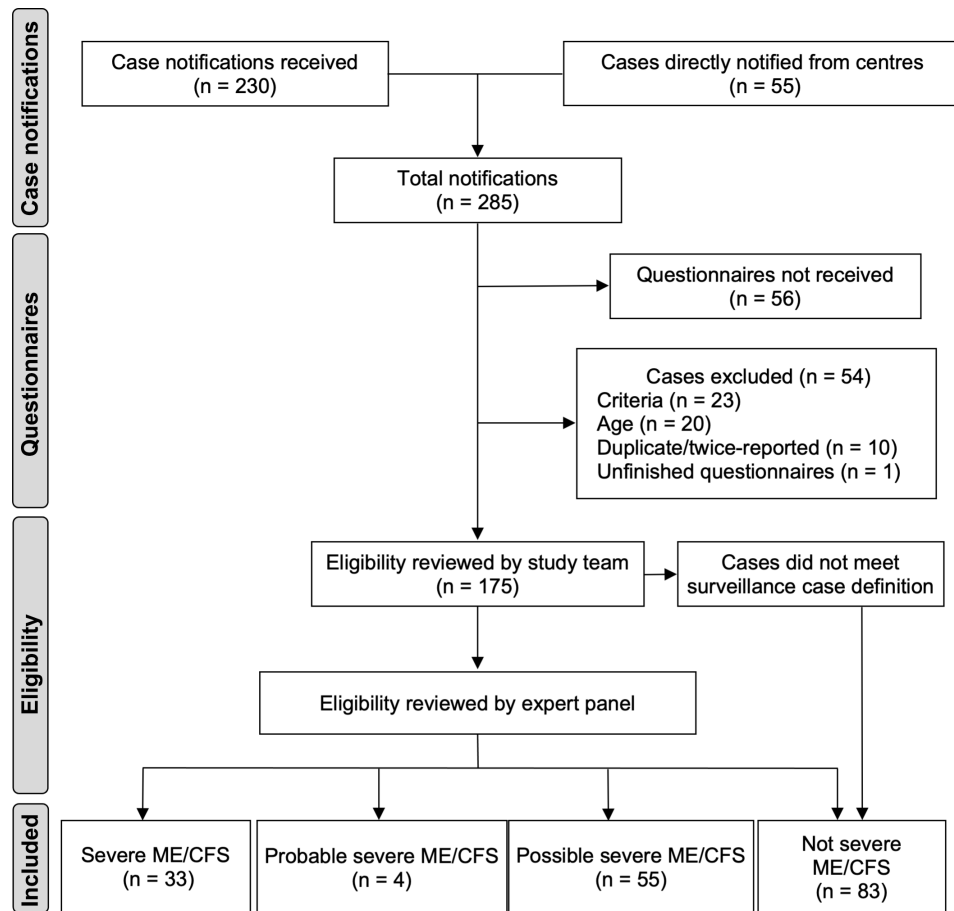 Case notifications
Case notifications received
(n = 230)
Cases directly notified from centres
(n = 55)
Total notifications
(n = 285)
Questionnaires
Questionnaires not received
(n = 56)
Cases excluded (n = 54)
Criteria (n = 23)
Age (n = 20)
Duplicate/twice-reported (n = 10)
Unfinished questionnaires (n = 1)
Eligibility
Eligibility reviewed by study team
(n = 175)
Cases did not meet
surveillance case definition
Eligibility reviewed by expert panel
Included
Severe ME/CFS
(n = 33)
Probable severe ME/CFS
(n = 4)
Possible severe ME/CFS
(n = 55)
Not severe
ME/CFS
(n = 83)